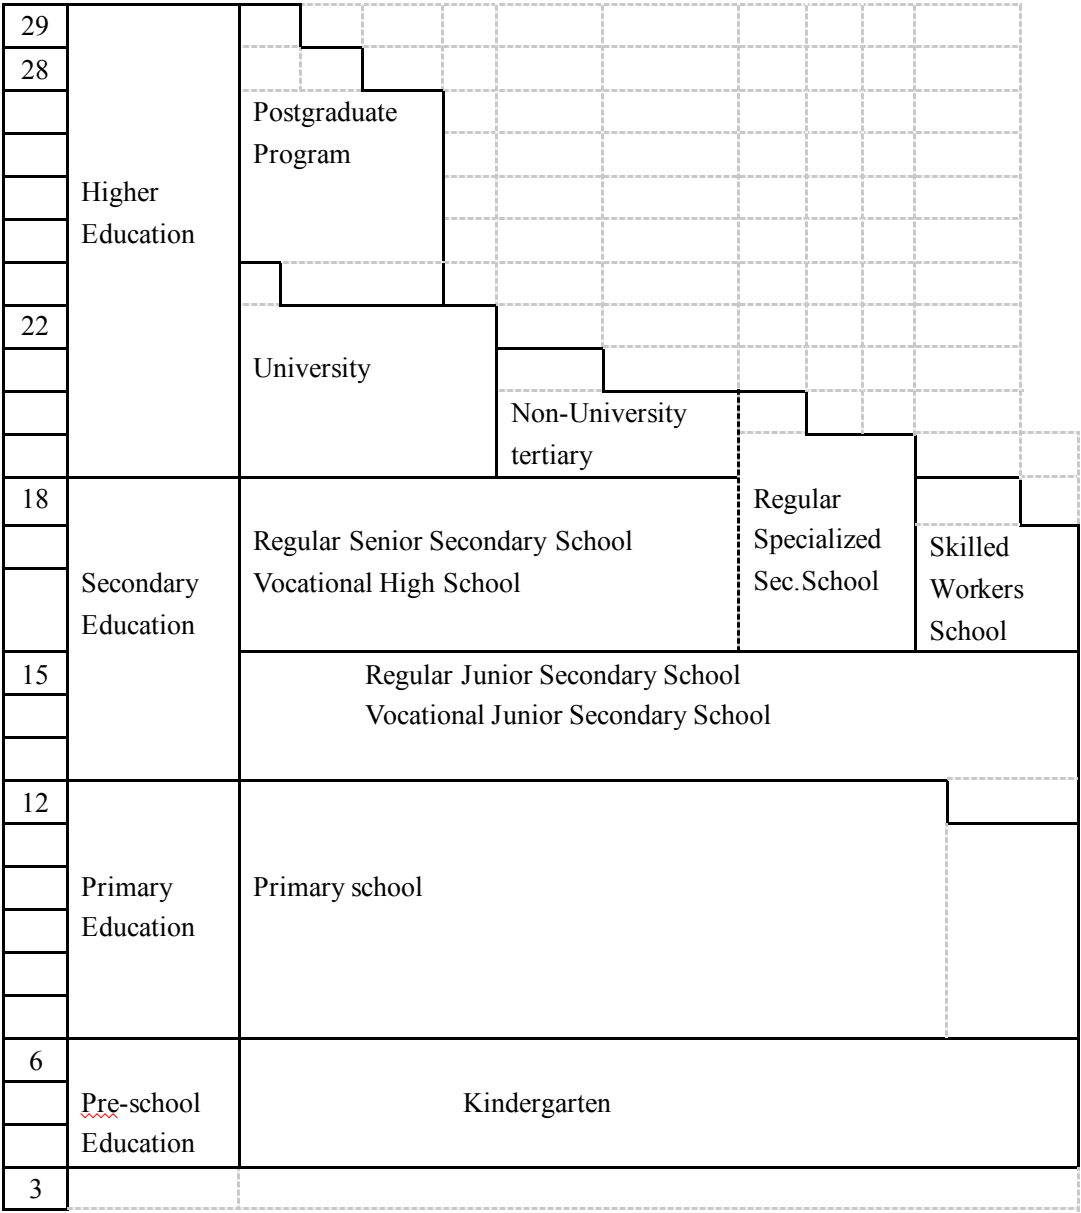 29
28
Postgraduate
Program
Higher
Education
22
University
Non-University
tertiary
18
Regular
Specialized
Sec.School
Regular Senior Secondary School
Vocational High School
Skilled
Workers
School
Secondary
Education
15
Regular Junior Secondary School
Vocational Junior Secondary School
12
Primary
Education
Primary school
6
Pre-school
Education
Kindergarten
3